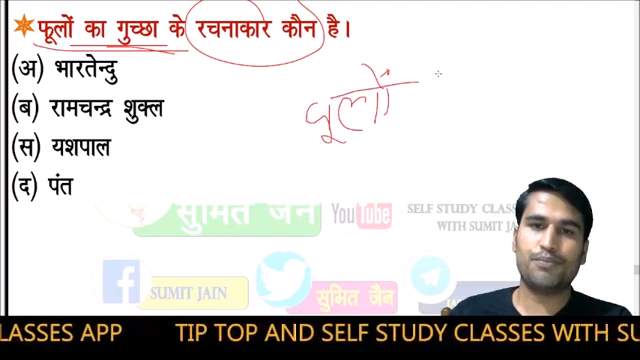 फूलों का गुच्छा के रचनाकार कौन है।
(अ) भारतेन्दु
(ब) रामचन्द्र शुक्ल
(स) यशपाल
(द) पंत
फूलों
सुमित जैन
YouTube
SELF STUDY CLASSES
WITH SUMIT JAIN
SUMIT JAIN
सुमित जैन
LASSES APP TIP TOP AND SELF STUDY CLASSES WITH SU